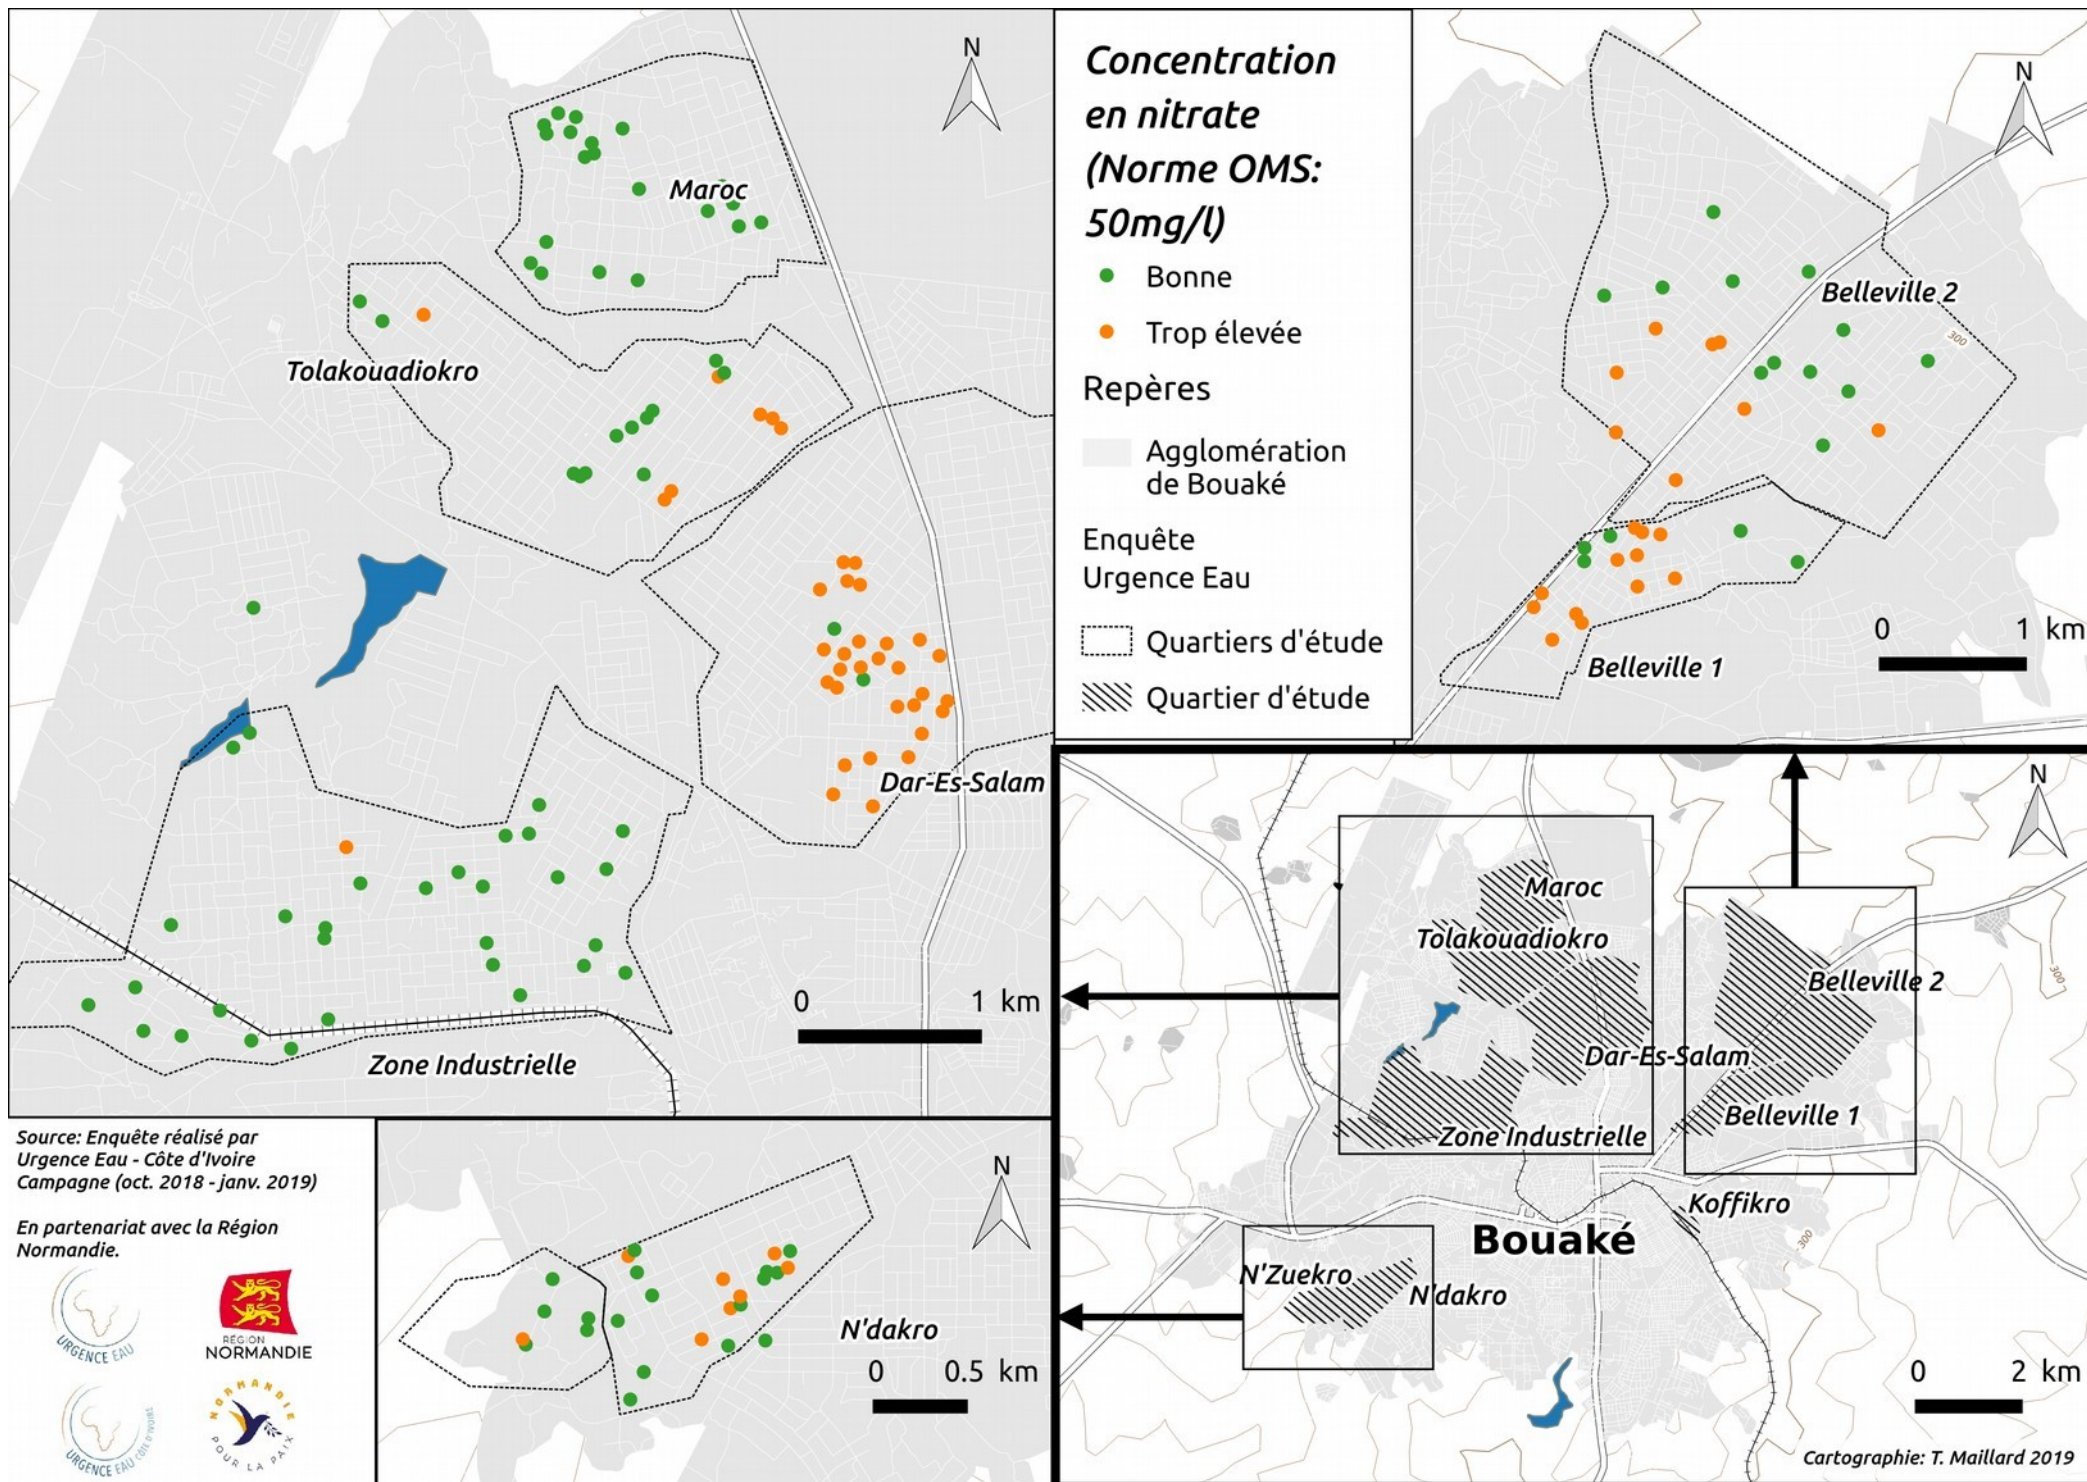 N
Maroc
Tolakouadiokro
Dar-Es-Salam
0 1 km
Zone Industrielle
Concentration
en nitrate
(Norme OMS:
50mg/l)
Bonne
Trop élevée
Repères
Agglomération
de Bouaké
Enquête
Urgence Eau
Quartiers d'étude
Quartier d'étude
N
Belleville 2
300
0 1 km
Belleville 1
Source: Enquête réalisé par
Urgence Eau - Côte d'Ivoire
Campagne (oct. 2018 - janv. 2019)
En partenariat avec la Région
Normandie.
URGENCE EAU
RÉGION
NORMANDIE
URGENCE EAU CÔTE D'IVOIRE
NORMANDIE
POUR LA PAIX
N
N'dakro
0 0.5 km
N
Maroc
Tolakouadiokro
Belleville 2
300
Dar-Es-Salam
Belleville 1
Zone Industrielle
Koffikro
Bouaké
300
N'Zuekro
N'dakro
0 2 km
Cartographie: T. Maillard 2019